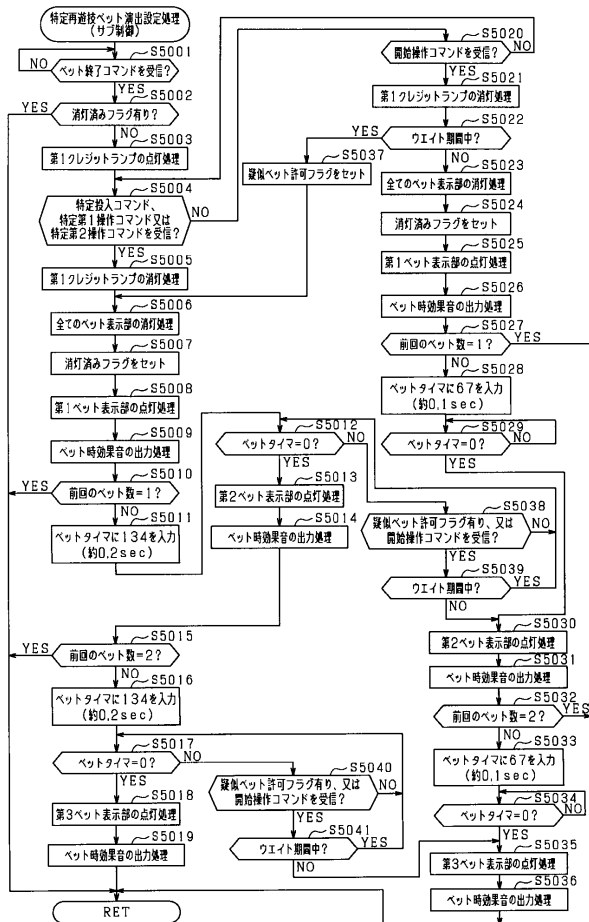 特定再遊技ベット演出設定処理
(サブ制御)
S5001
ベット終了コマンドを受信?
NO
YES
S5002
消灯済みフラグ有り?
YES
NO
S5003
第1クレジットランプの点灯処理
S5004
特定投入コマンド、
特定第1操作コマンド又は
特定第2操作コマンドを受信?
NO
YES
S5005
第1クレジットランプの消灯処理
S5006
全てのベット表示部の消灯処理
S5007
消灯済みフラグをセット
S5008
第1ベット表示部の点灯処理
S5009
ベット時効果音の出力処理
S5010
前回のベット数=1?
YES
NO
S5011
ベットタイマに134を入力
(約0,2sec)
S5012
ベットタイマ=0?
NO
YES
S5013
第2ベット表示部の点灯処理
S5014
ベット時効果音の出力処理
S5015
前回のベット数=2?
YES
NO
S5016
ベットタイマに134を入力
(約0,2sec)
S5017
ベットタイマ=0?
NO
YES
S5018
第3ベット表示部の点灯処理
S5019
ベット時効果音の出力処理
RET
S5020
開始操作コマンドを受信?
NO
YES
S5021
第1クレジットランプの消灯処理
S5022
ウエイト期間中?
YES
NO
S5037
疑似ベット許可フラグをセット
S5023
全てのベット表示部の消灯処理
S5024
消灯済みフラグをセット
S5025
第1ベット表示部の点灯処理
S5026
ベット時効果音の出力処理
S5027
前回のベット数=1?
YES
NO
S5028
ベットタイマに67を入力
(約0,1sec)
S5029
ベットタイマ=0?
NO
YES
S5038
疑似ベット許可フラグ有り、又は
開始操作コマンドを受信?
NO
YES
S5039
ウエイト期間中?
YES
NO
S5030
第2ベット表示部の点灯処理
S5031
ベット時効果音の出力処理
S5032
前回のベット数=2?
YES
NO
S5033
ベットタイマに67を入力
(約0,1sec)
S5034
ベットタイマ=0?
NO
YES
S5040
疑似ベット許可フラグ有り、又は
開始操作コマンドを受信?
NO
YES
S5041
ウエイト期間中?
YES
NO
S5035
第3ベット表示部の点灯処理
S5036
ベット時効果音の出力処理